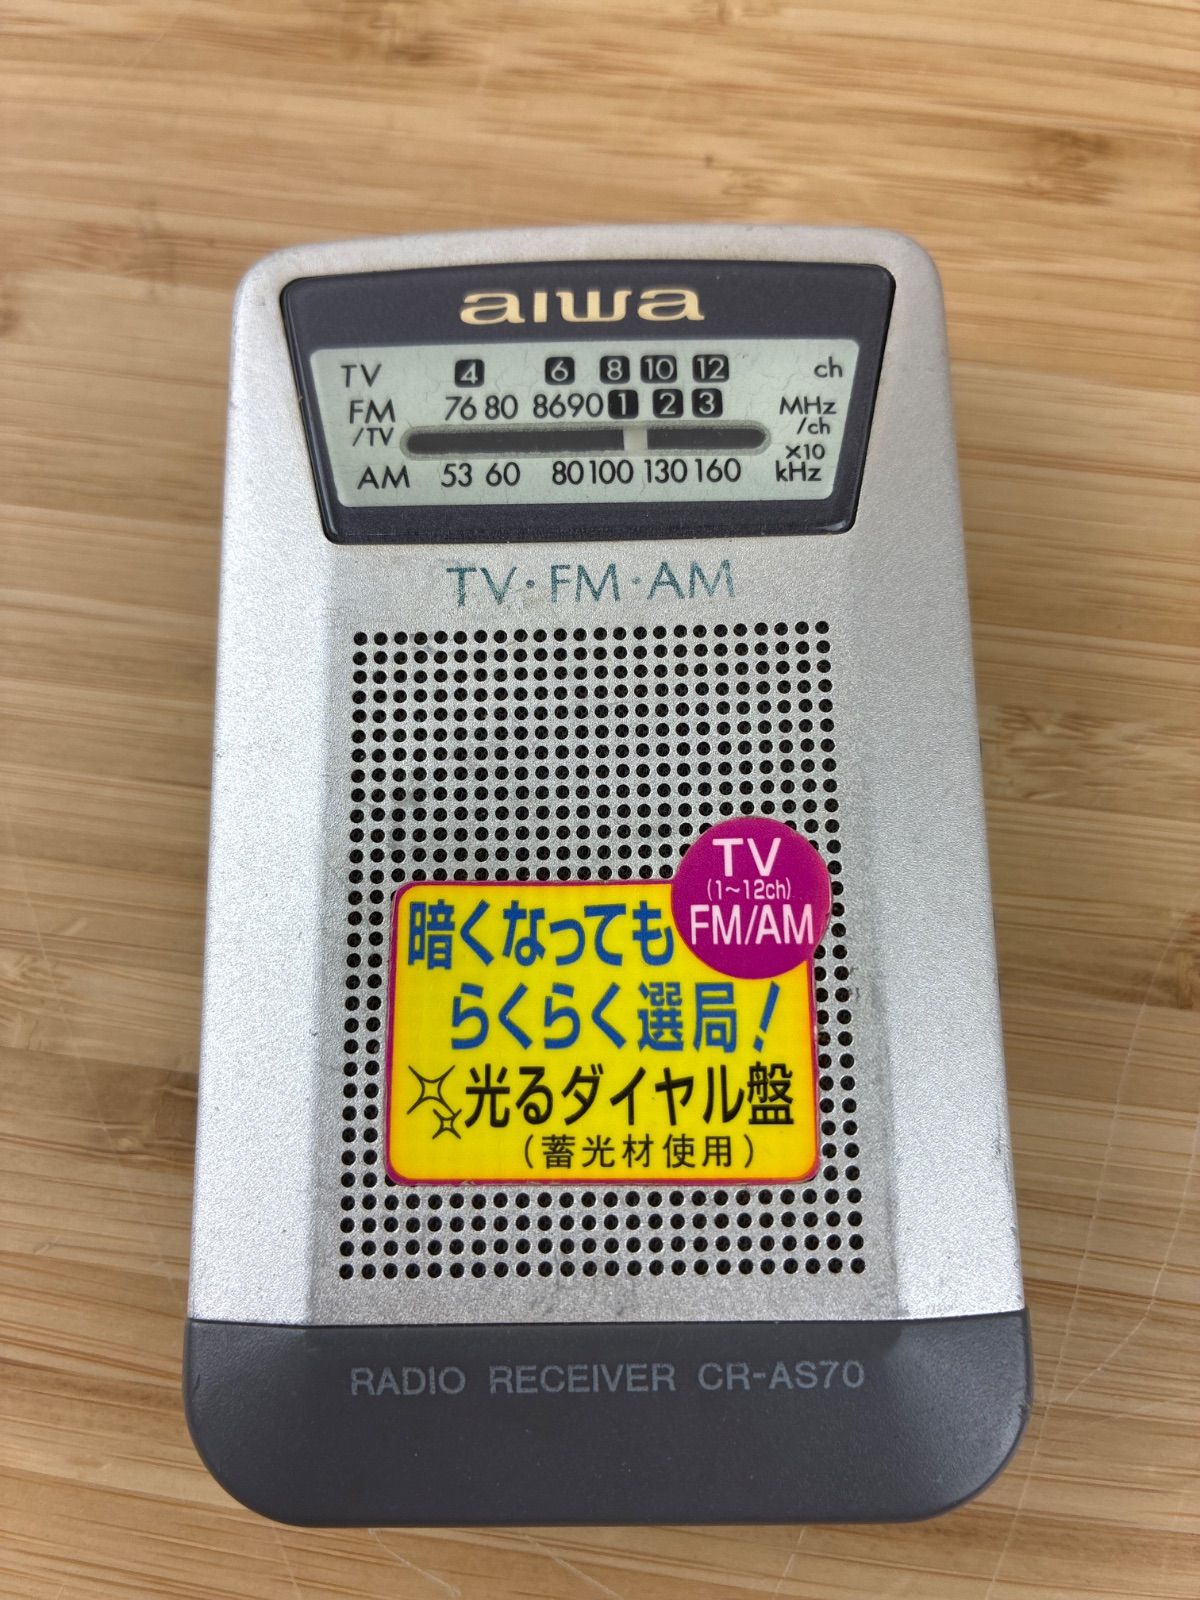 aiwa
TV 4 6 8 10 12 ch
FM 76 80 86 90 1 2 3 MHz
/TV /ch
AM 53 60 80 100 130 160 x10 kHz
TV・FM・AM
TV
(1〜12ch)
FM/AM
暗くなっても
らくらく選局!
光るダイヤル盤
(蓄光材使用)
RADIO RECEIVER CR-AS70